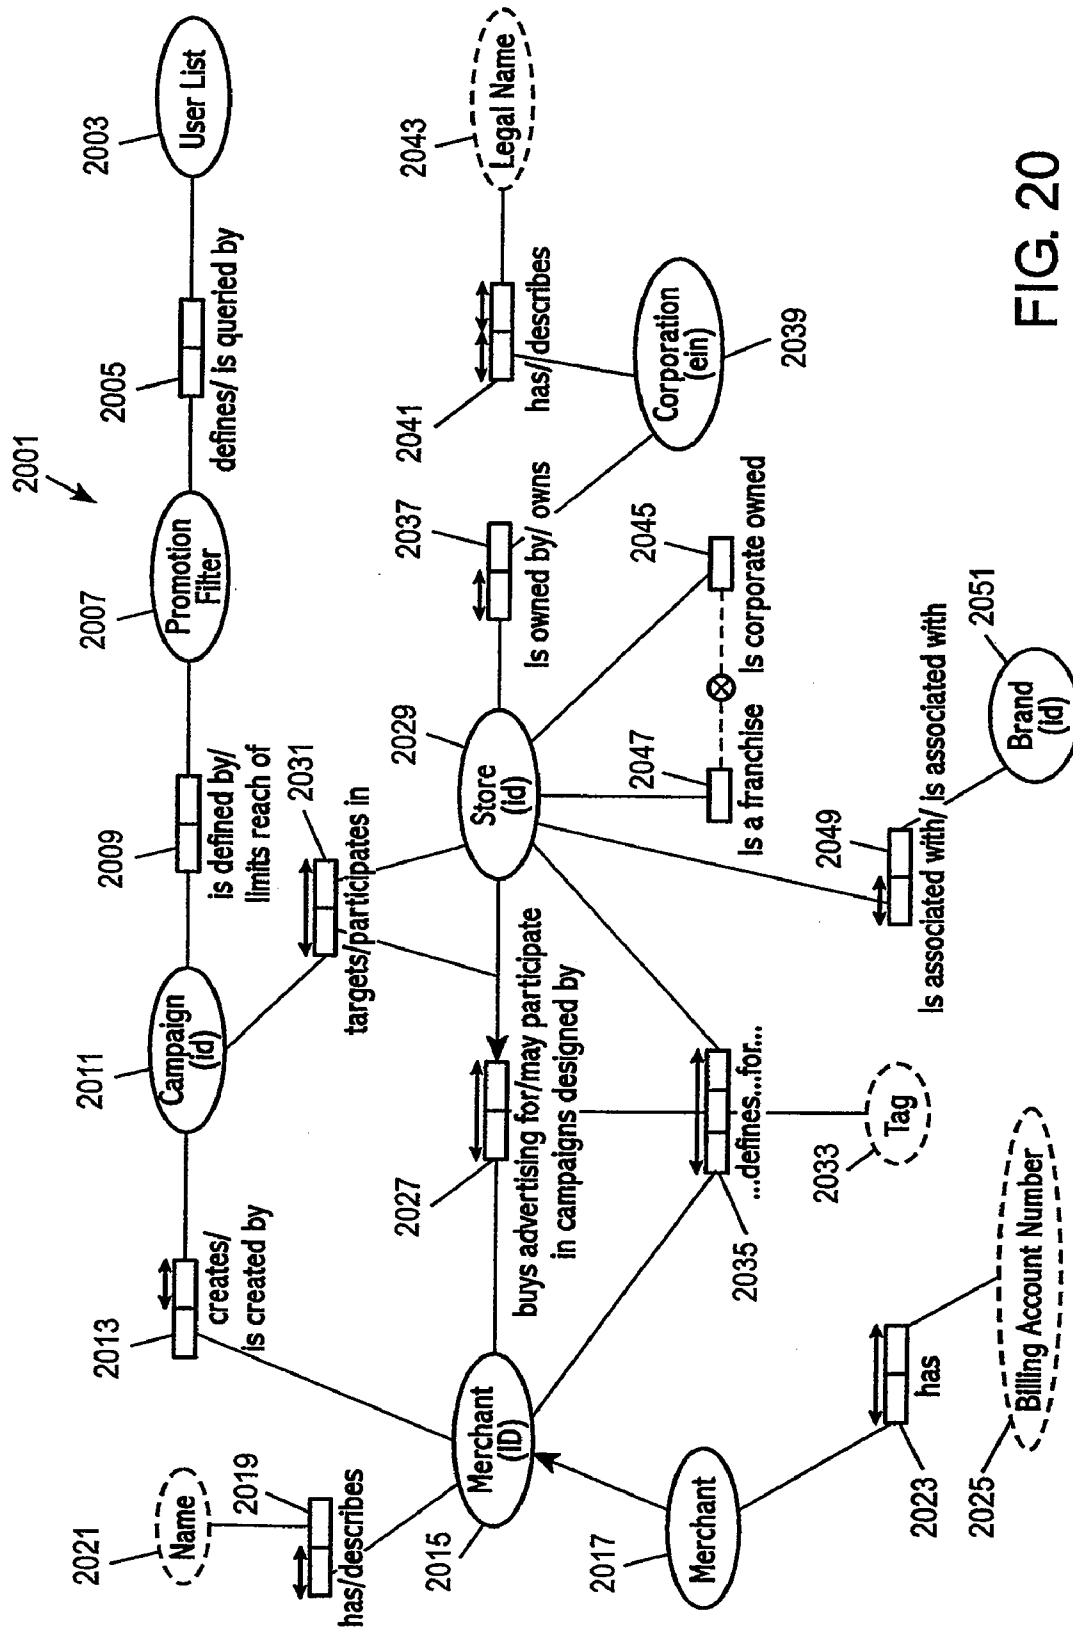 2001
2003
User List
2005
defines/ is queried by
2007
Promotion
Filter
2009
is defined by/
limits reach of
2011
Campaign
(id)
2013
creates/
is created by
2031
targets/participates in
2021
Name
2019
has/describes
2015
Merchant
(ID)
2027
buys advertising for/may participate
in campaigns designed by
2029
Store
(id)
2037
Is owned by/ owns
2041
has/ describes
2043
Legal Name
Corporation
(ein)
2039
2045
Is corporate owned
2047
Is a franchise
2049
Is associated with/ is associated with
2051
Brand
(id)
2035
...defines...for...
2033
Tag
2017
Merchant
2023
has
2025
Billing Account Number
FIG. 20